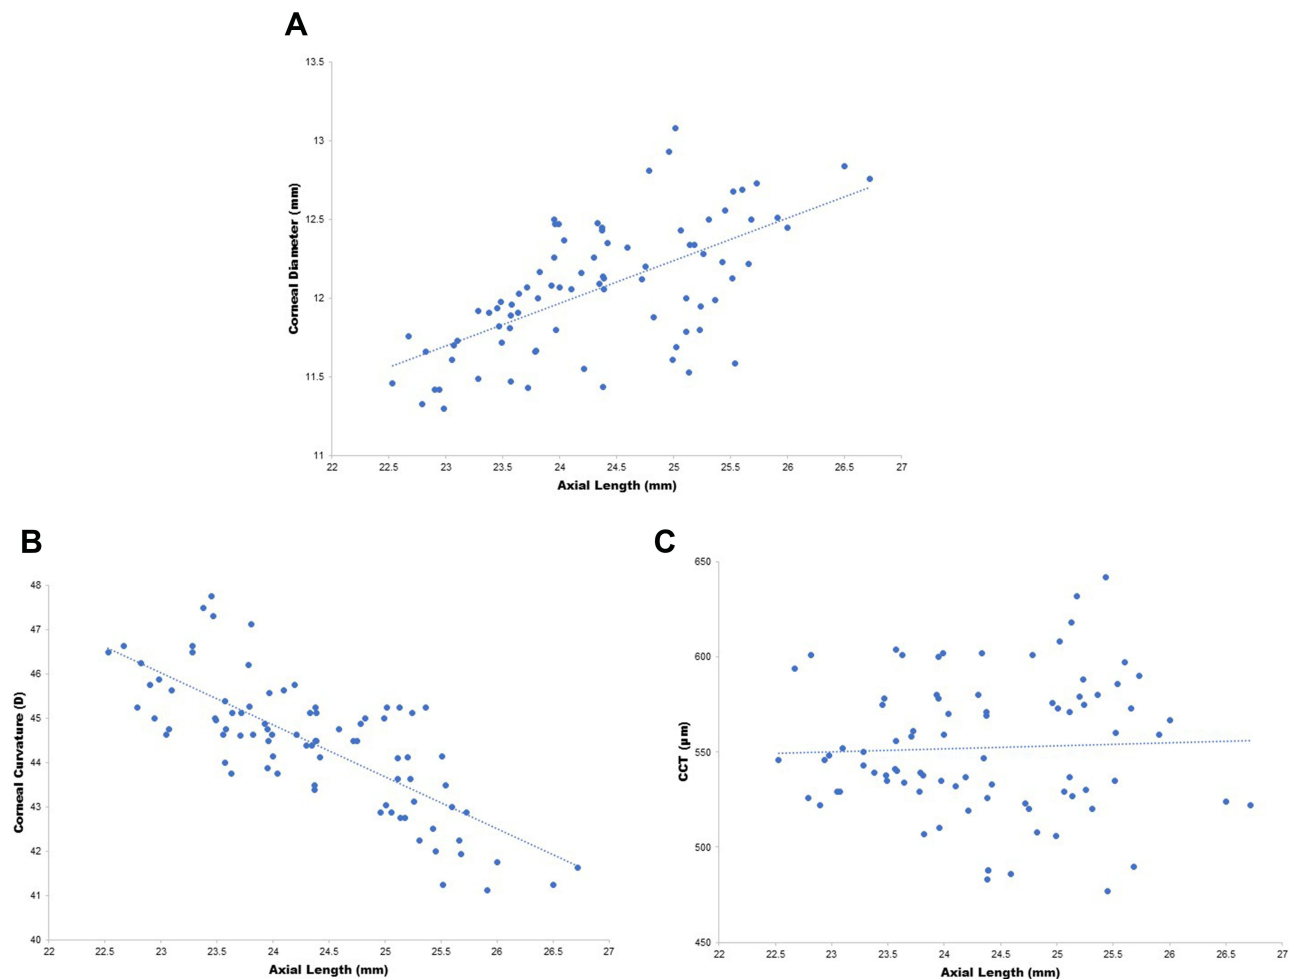 A
13.5
13
12.5
12
11.5
11
Corneal Diameter (mm)
22 22.5 23 23.5 24 24.5 25 25.5 26 26.5 27
Axial Length (mm)
B
48
47
46
45
44
43
42
41
40
Corneal Curvature (D)
22 22.5 23 23.5 24 24.5 25 25.5 26 26.5 27
Axial Length (mm)
C
650
600
550
500
450
CCT (µm)
22 22.5 23 23.5 24 24.5 25 25.5 26 26.5 27
Axial Length (mm)